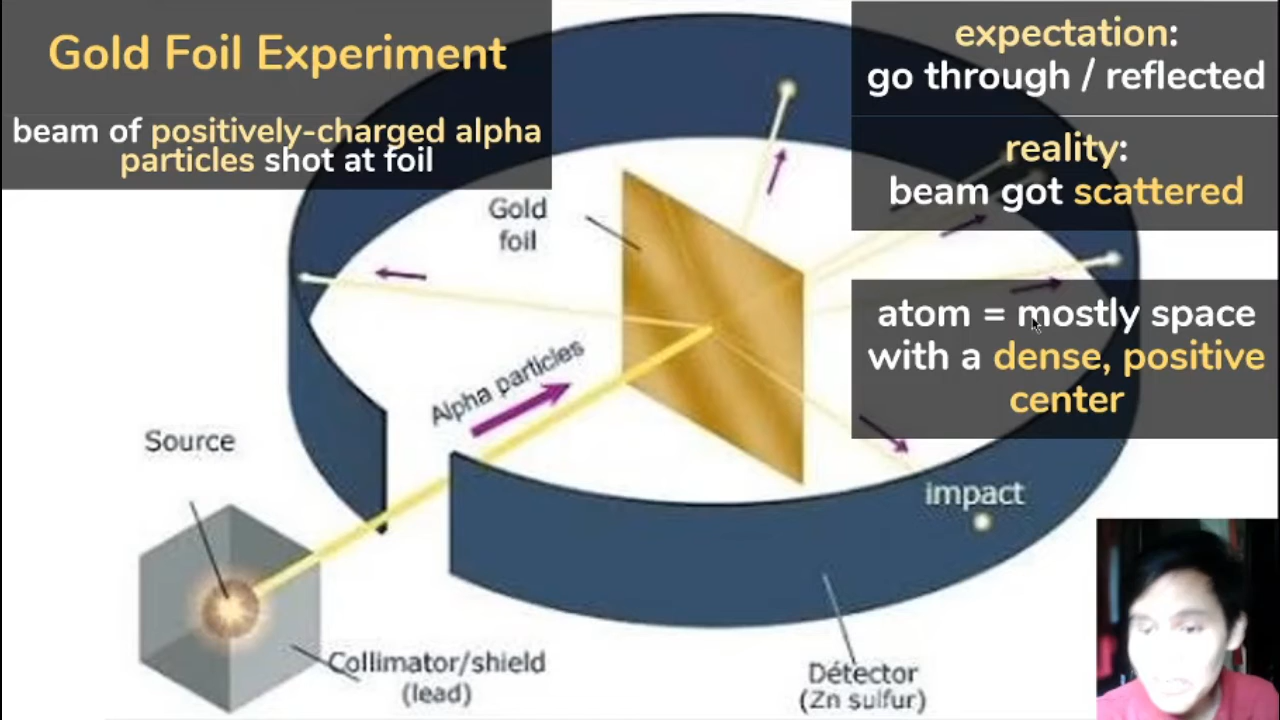 Gold Foil Experiment
beam of positively-charged alpha
particles shot at foil
expectation:
go through / reflected
reality:
beam got scattered
atom = mostly space
with a dense, positive
center
Gold
foil
Alpha particles
Source
impact
Collimator/shield
(lead)
Détector
(Zn sulfur)